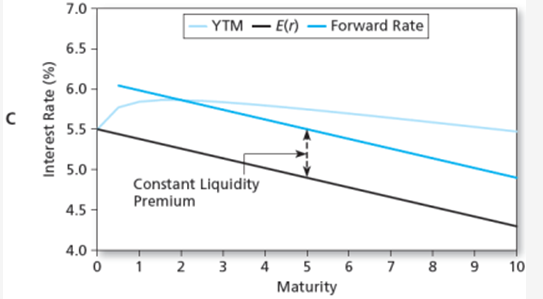 7.0
YTM E(r) Forward Rate
6.5
6.0
C
Interest Rate (%)
5.5
5.0
Constant Liquidity
Premium
4.5
4.0
0 1 2 3 4 5 6 7 8 9 10
Maturity